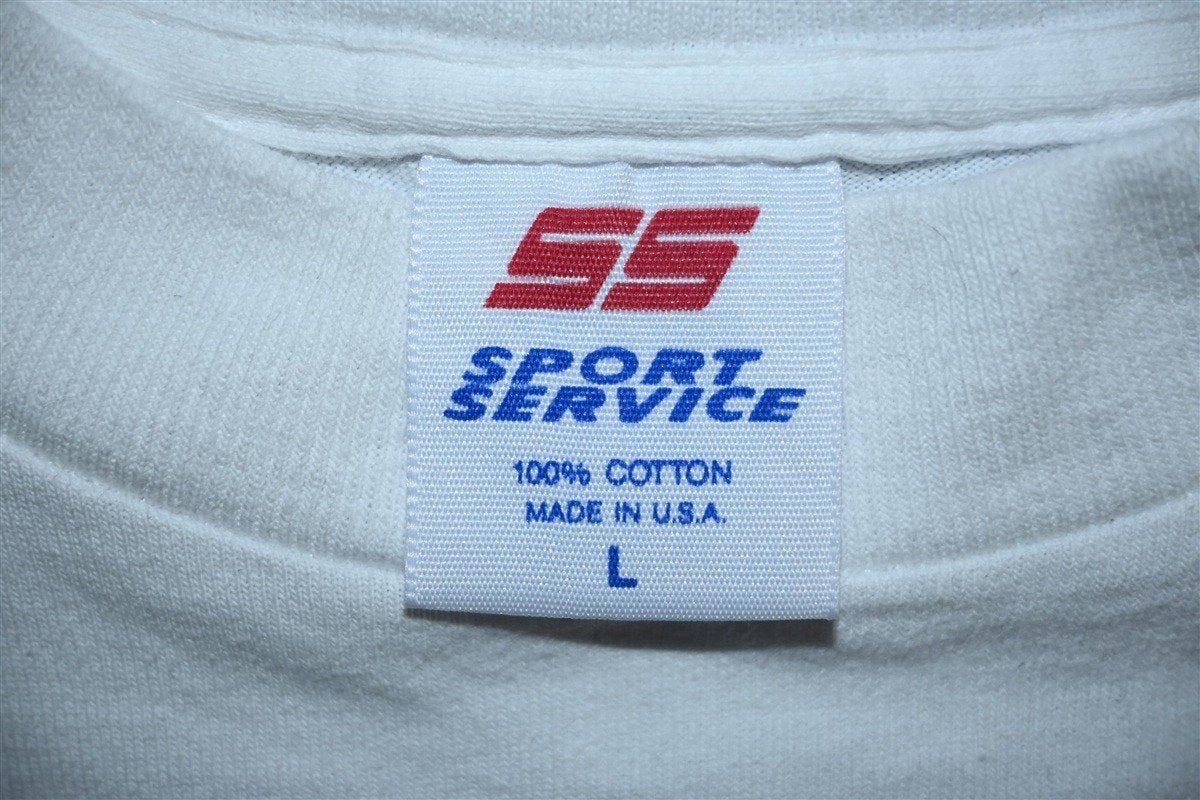 SS
SPORT
SERVICE
100% COTTON
MADE IN U.S.A.
L